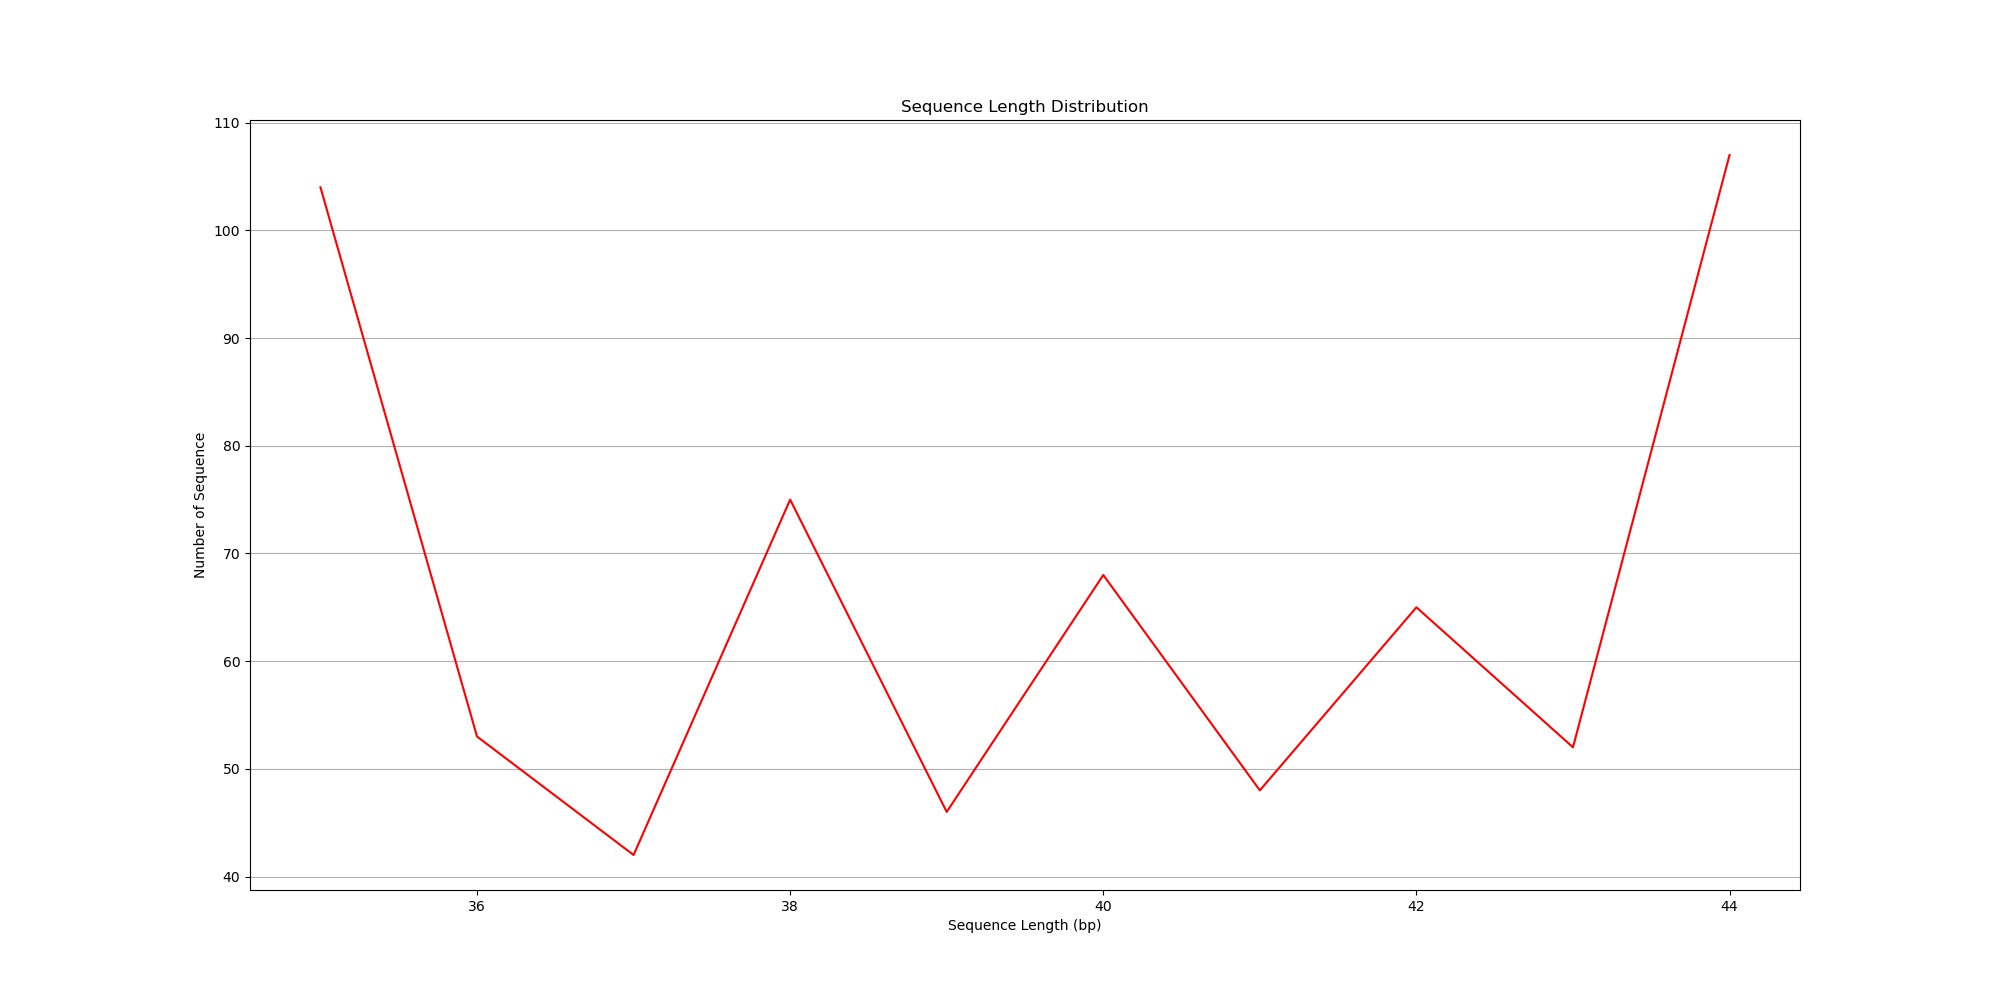 Sequence Length Distribution
110
100
90
80
70
60
50
40
Number of Sequence
36 38 40 42 44
Sequence Length (bp)